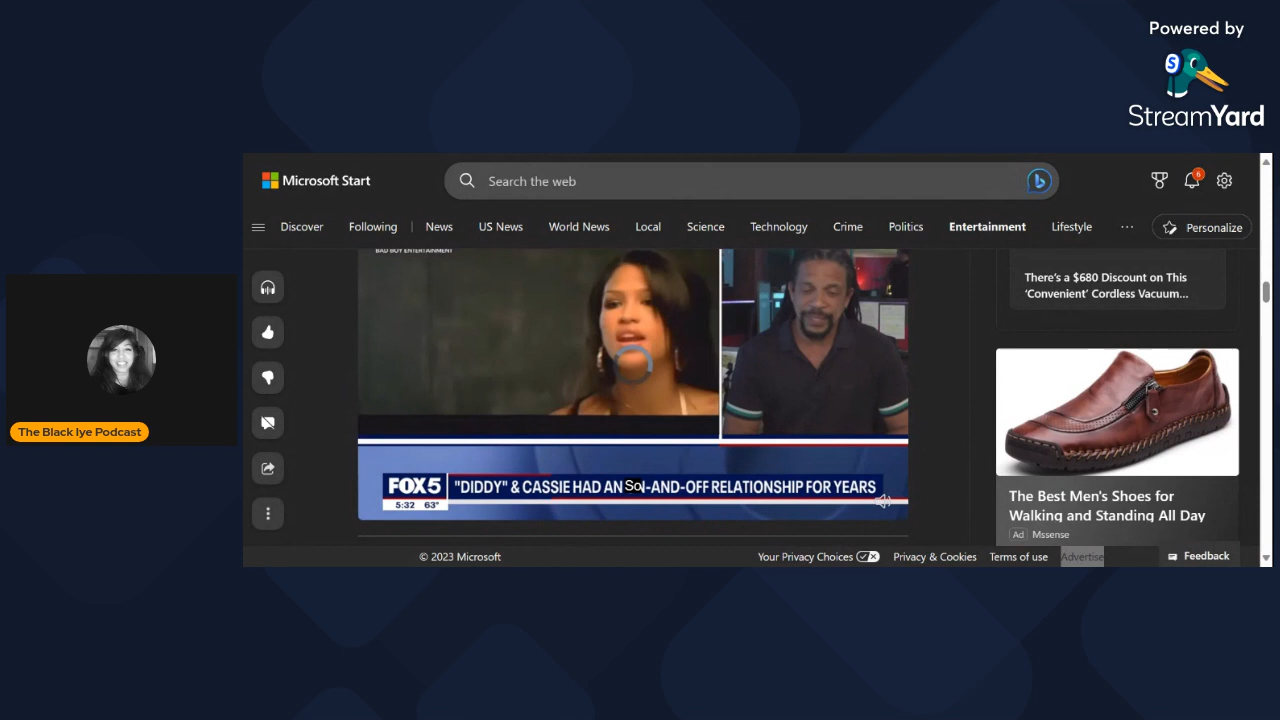 Powered by
StreamYard
Microsoft Start
Search the web
6
Discover
Following
News
US News
World News
Local
Science
Technology
Crime
Politics
Entertainment
Lifestyle
Personalize
BAD BOY ENTERTAINMENT
There's a $680 Discount on This
'Convenient' Cordless Vacuum...
The Black Iye Podcast
FOX 5
"DIDDY" & CASSIE HAD AN
So
-AND-OFF RELATIONSHIP FOR YEARS
5:32 63°
The Best Men's Shoes for
Walking and Standing All Day
Ad Mssense
© 2023 Microsoft
Your Privacy Choices
Privacy & Cookies
Terms of use
Advertise
Feedback